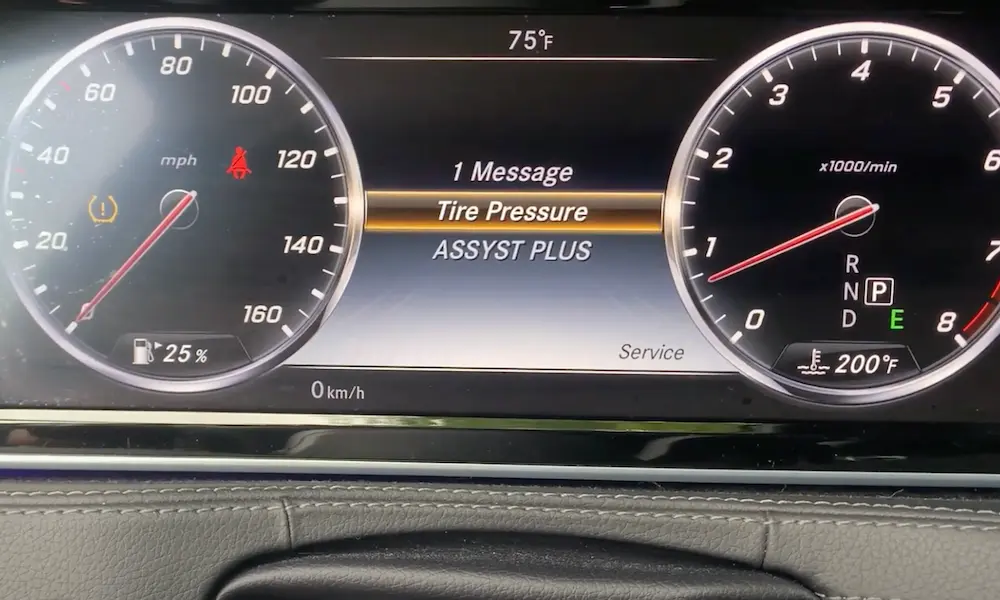 75°F
80
60
100
40
mph
120
20
140
160
25 %
1 Message
Tire Pressure
ASSYST PLUS
Service
0 km/h
4
3
5
2
6
x1000/min
1
7
R
N P
D E
0
8
200°F